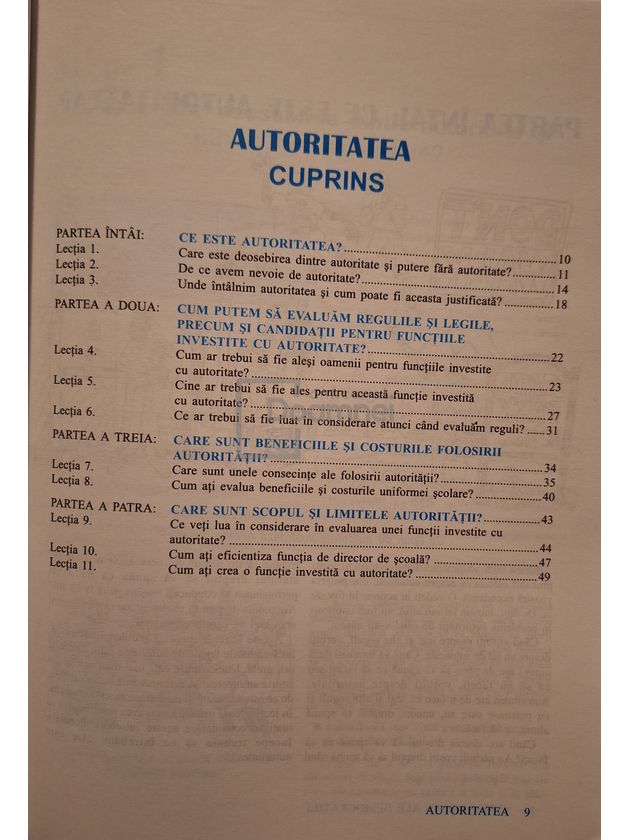 AUTORITATEA
CUPRINS
PARTEA ÎNTÂI: CE ESTE AUTORITATEA? 10
Lecția 1. Care este deosebirea dintre autoritate și putere fără autoritate? 11
Lecția 2. De ce avem nevoie de autoritate? 14
Lecția 3. Unde întâlnim autoritatea și cum poate fi aceasta justificată? 18
PARTEA A DOUA: CUM PUTEM SĂ EVALUĂM REGULILE ȘI LEGILE,
PRECUM ȘI CANDIDAȚII PENTRU FUNCȚIILE
INVESTITE CU AUTORITATE? 22
Lecția 4. Cum ar trebui să fie aleși oamenii pentru funcțiile investite
cu autoritate? 23
Lecția 5. Cine ar trebui să fie ales pentru această funcție investită
cu autoritate? 27
Lecția 6. Ce ar trebui să fie luat în considerare atunci când evaluăm reguli? 31
PARTEA A TREIA: CARE SUNT BENEFICIILE ȘI COSTURILE FOLOSIRII
AUTORITĂȚII? 34
Lecția 7. Care sunt unele consecințe ale folosirii autorității? 35
Lecția 8. Cum ați evalua beneficiile și costurile uniformei școlare? 40
PARTEA A PATRA: CARE SUNT SCOPUL ȘI LIMITELE AUTORITĂȚII? 43
Lecția 9. Ce veți lua în considerare în evaluarea unei funcții investite cu
autoritate? 44
Lecția 10. Cum ați eficientiza funcția de director de școală? 47
Lecția 11. Cum ați crea o funcție investită cu autoritate? 49
AUTORITATEA 9